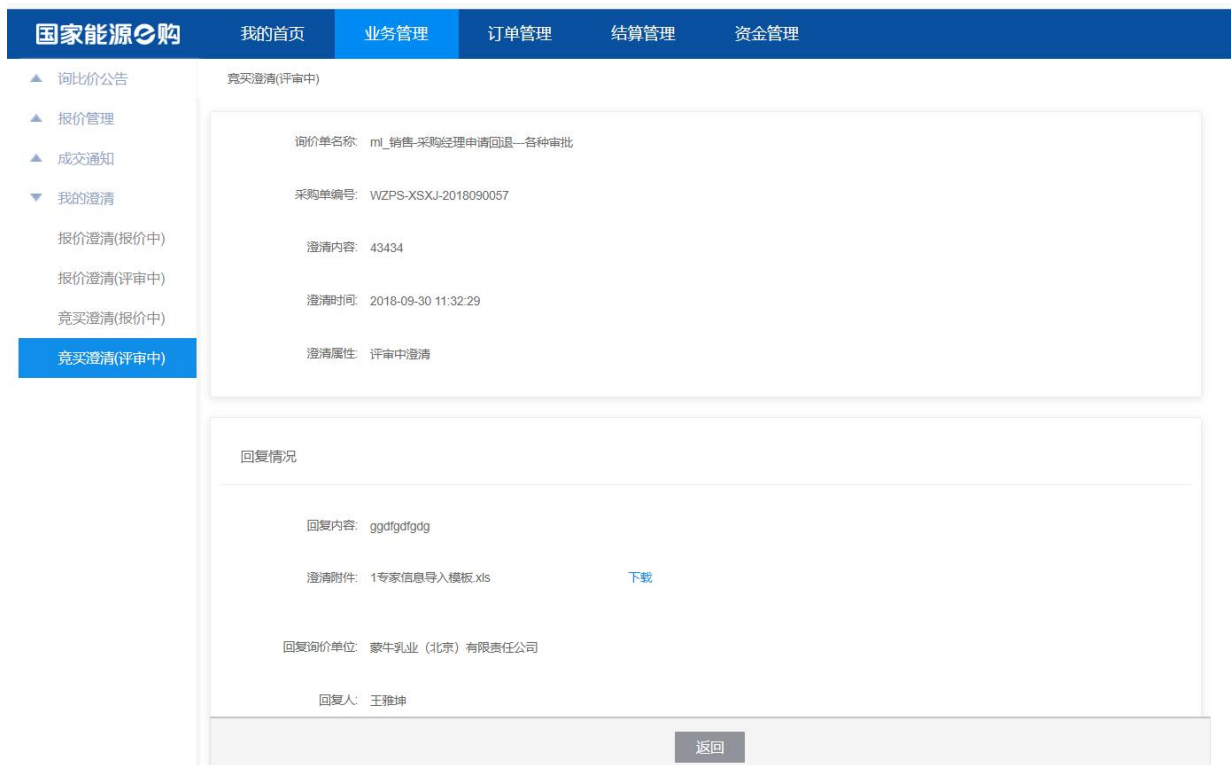 国家能源e购 我的首页 业务管理 订单管理 结算管理 资金管理
询比价公告
报价管理
成交通知
我的澄清
报价澄清(报价中)
报价澄清(评审中)
竞买澄清(报价中)
竞买澄清(评审中)
竞买澄清(评审中)
询价单名称: ml_销售-采购经理申请回退---各种审批
采购单编号: WZPS-XSXJ-2018090057
澄清内容: 43434
澄清时间: 2018-09-30 11:32:29
澄清属性: 评审中澄清
回复情况
回复内容: ggdfgdfgdg
澄清附件: 1专家信息导入模板.xls 下载
回复询价单位: 蒙牛乳业（北京）有限责任公司
回复人: 王雅坤
返回